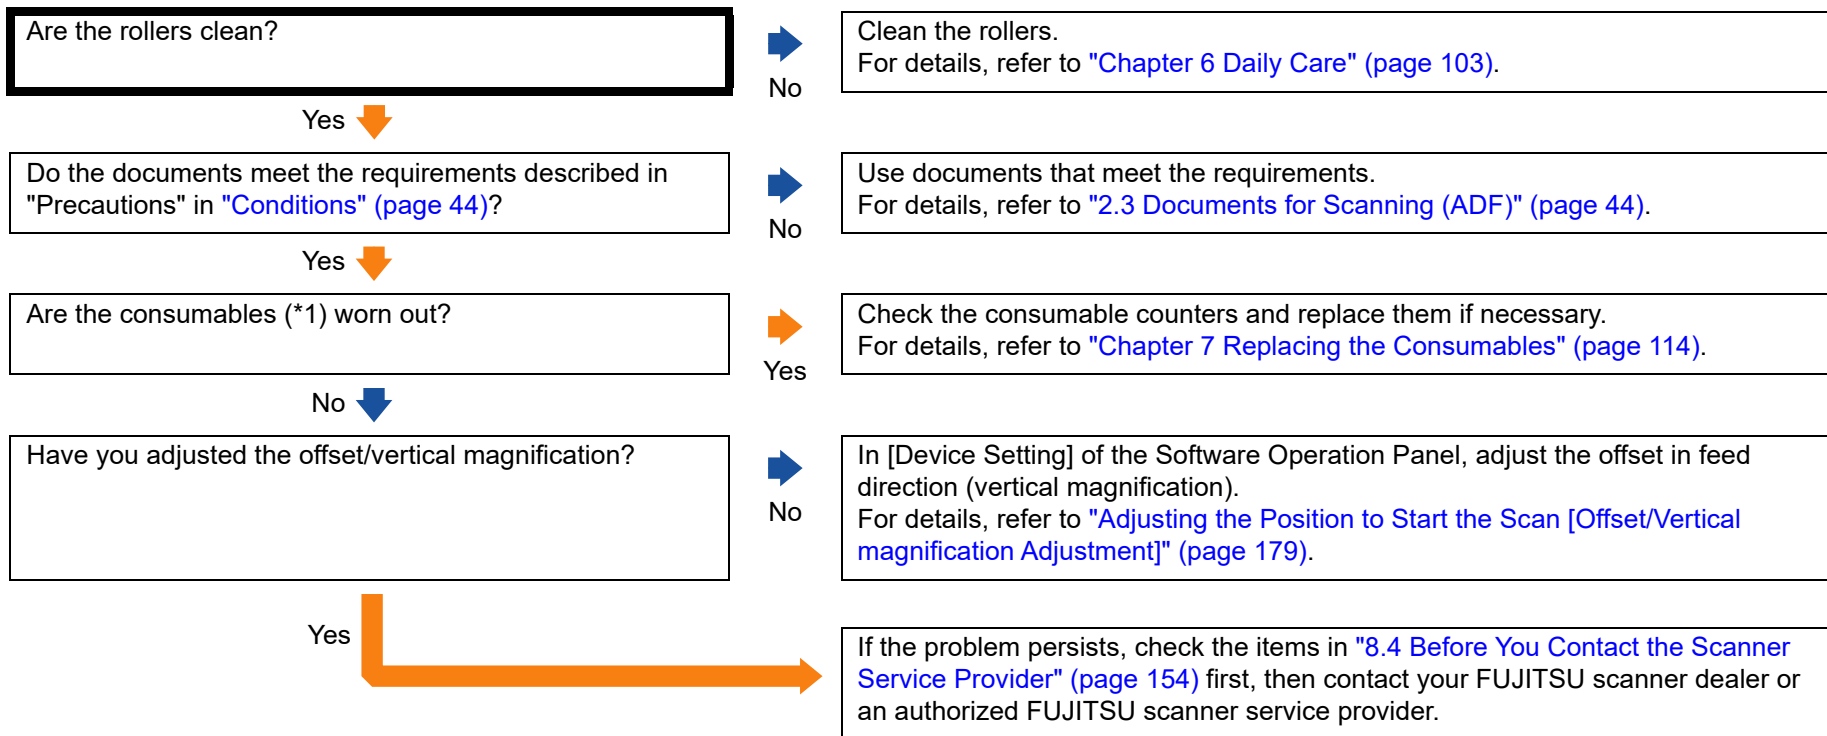 Are the rollers clean?
No
Clean the rollers.
For details, refer to "Chapter 6 Daily Care" (page 103).
Yes
Do the documents meet the requirements described in
"Precautions" in "Conditions" (page 44)?
No
Use documents that meet the requirements.
For details, refer to "2.3 Documents for Scanning (ADF)" (page 44).
Yes
Are the consumables (*1) worn out?
Yes
Check the consumable counters and replace them if necessary.
For details, refer to "Chapter 7 Replacing the Consumables" (page 114).
No
Have you adjusted the offset/vertical magnification?
No
In [Device Setting] of the Software Operation Panel, adjust the offset in feed
direction (vertical magnification).
For details, refer to "Adjusting the Position to Start the Scan [Offset/Vertical
magnification Adjustment]" (page 179).
Yes
If the problem persists, check the items in "8.4 Before You Contact the Scanner
Service Provider" (page 154) first, then contact your FUJITSU scanner dealer or
an authorized FUJITSU scanner service provider.